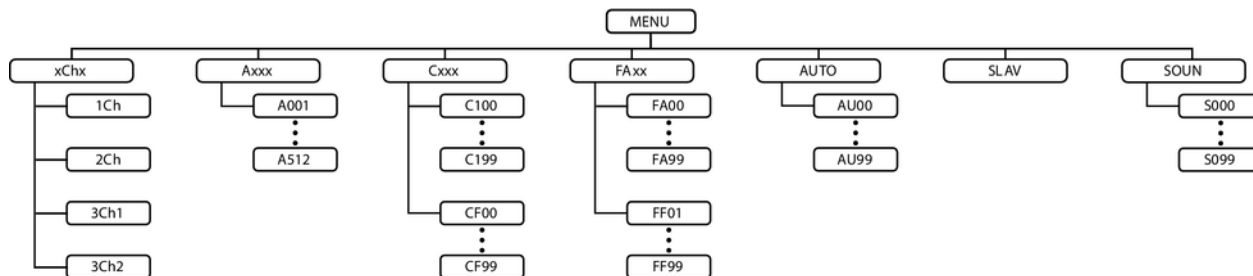 MENU
xChx
Axxx
Cxxx
FAxx
AUTO
SLAV
SOUN
1Ch
A001
C100
FA00
AU00
S000
2Ch
A512
C199
FA99
AU99
S099
3Ch1
CF00
FF01
3Ch2
CF99
FF99